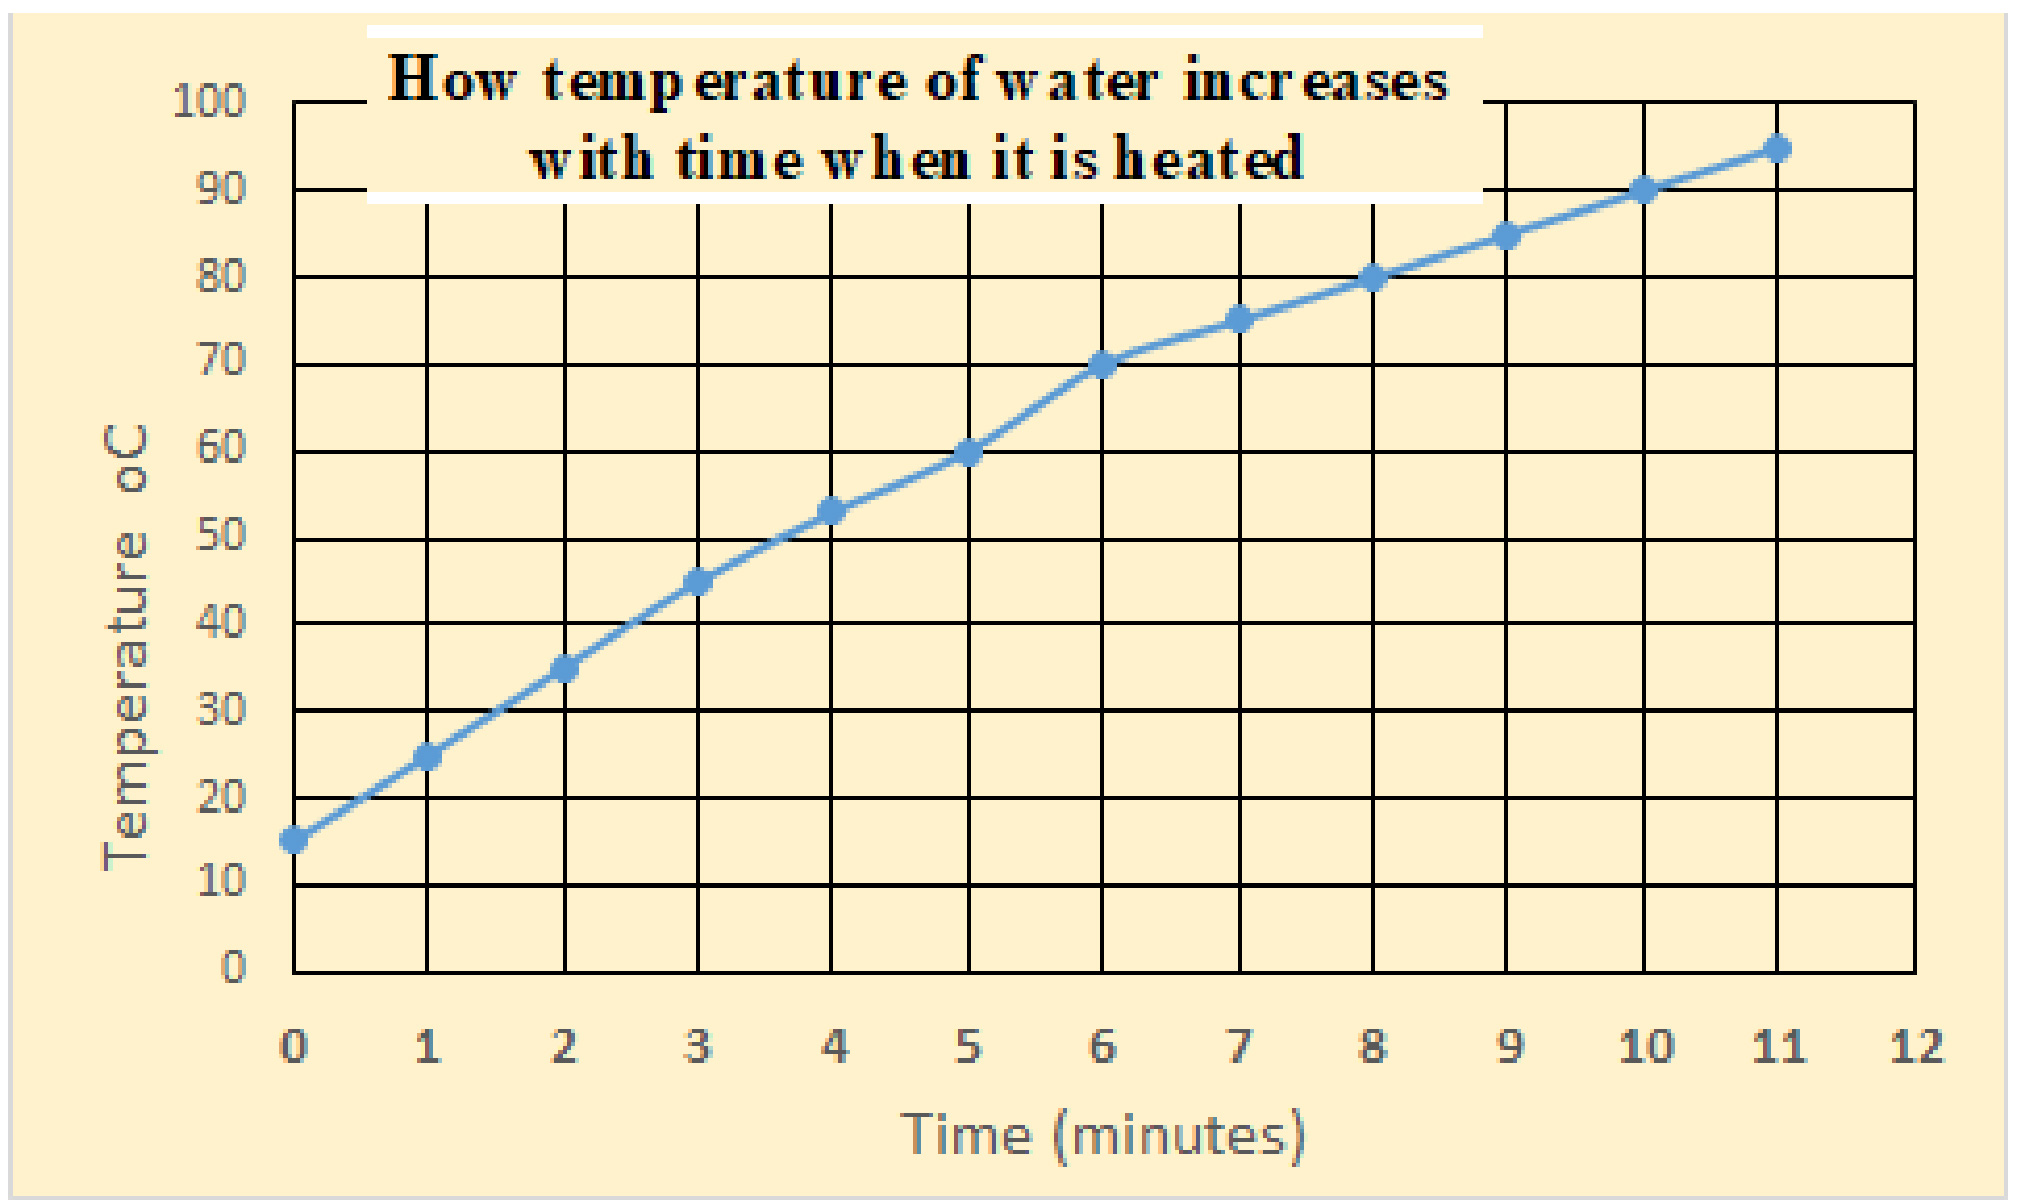 How temperature of water increases
with time when it is heated
100
90
80
70
60
50
40
30
20
10
0
Temperature oC
0 1 2 3 4 5 6 7 8 9 10 11 12
Time (minutes)